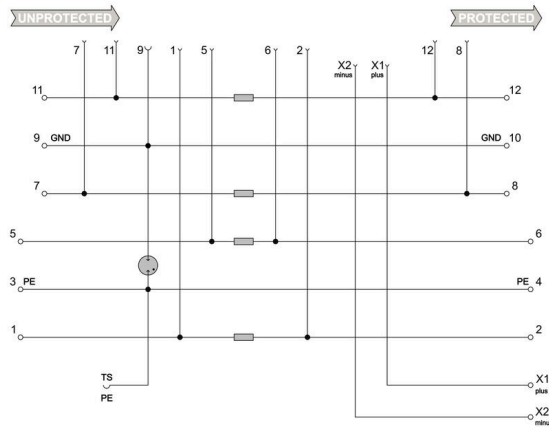 UNPROTECTED PROTECTED
7 11 9 1 5 6 2 X2 minus X1 plus 12 8
11 12
9 GND GND 10
7 8
5 6
3 PE PE 4
1 2
TS
PE
X1
plus
X2
minus